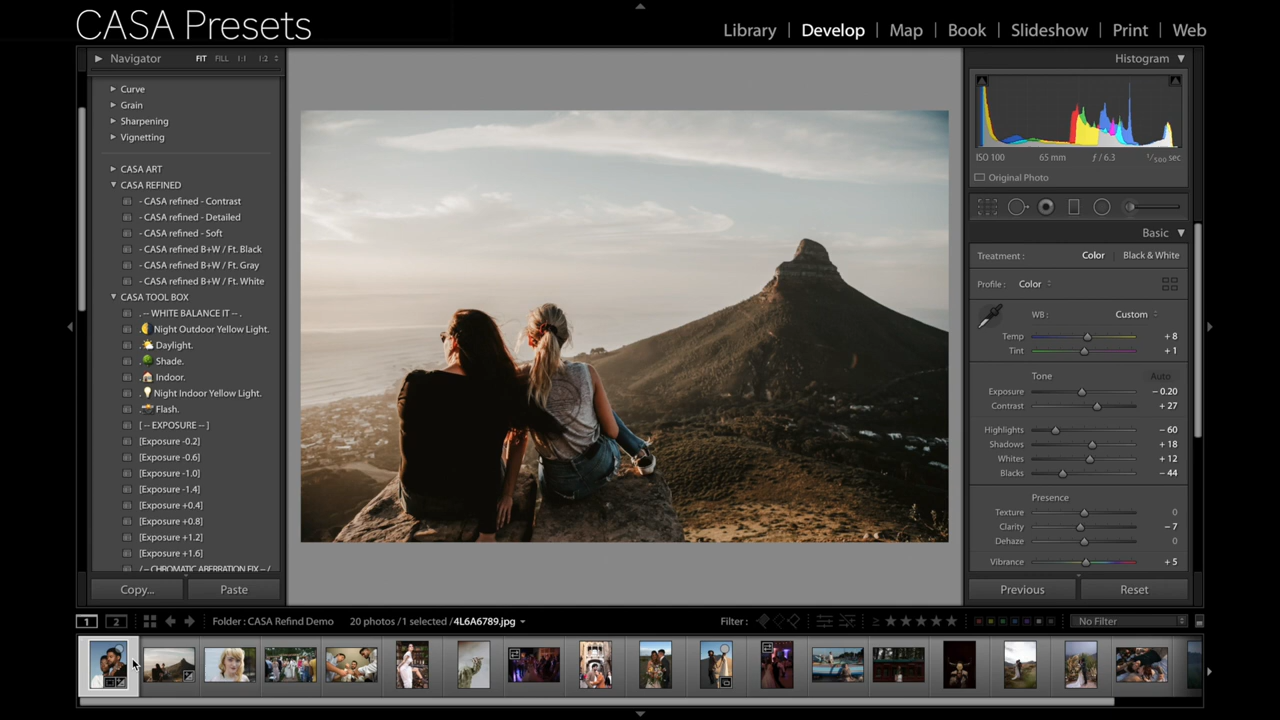 CASA Presets
Library | Develop | Map | Book | Slideshow | Print | Web
Navigator FIT FILL 1:1 1:2
Curve
Grain
Sharpening
Vignetting
CASA ART
CASA REFINED
- CASA refined - Contrast
- CASA refined - Detailed
- CASA refined - Soft
- CASA refined B+W / Ft. Black
- CASA refined B+W / Ft. Gray
- CASA refined B+W / Ft. White
CASA TOOL BOX
. -- WHITE BALANCE IT -- .
. Night Outdoor Yellow Light.
. Daylight.
. Shade.
. Indoor.
. Night Indoor Yellow Light.
. Flash.
[ -- EXPOSURE -- ]
[Exposure -0.2]
[Exposure -0.6]
[Exposure -1.0]
[Exposure -1.4]
[Exposure +0.4]
[Exposure +0.8]
[Exposure +1.2]
[Exposure +1.6]
/ -- CHROMATIC ABERRATION FIX -- /
Copy... Paste
Histogram
ISO 100 65 mm ƒ / 6.3 1/500 sec
Original Photo
Basic
Treatment : Color | Black & White
Profile : Color
WB : Custom
Temp + 8
Tint + 1
Tone Auto
Exposure − 0.20
Contrast + 27
Highlights − 60
Shadows + 18
Whites + 12
Blacks − 44
Presence
Texture 0
Clarity − 7
Dehaze 0
Vibrance + 5
Previous Reset
1 2 Folder : CASA Refind Demo 20 photos / 1 selected / 4L6A6789.jpg Filter : ≥ ★★★★★ No Filter